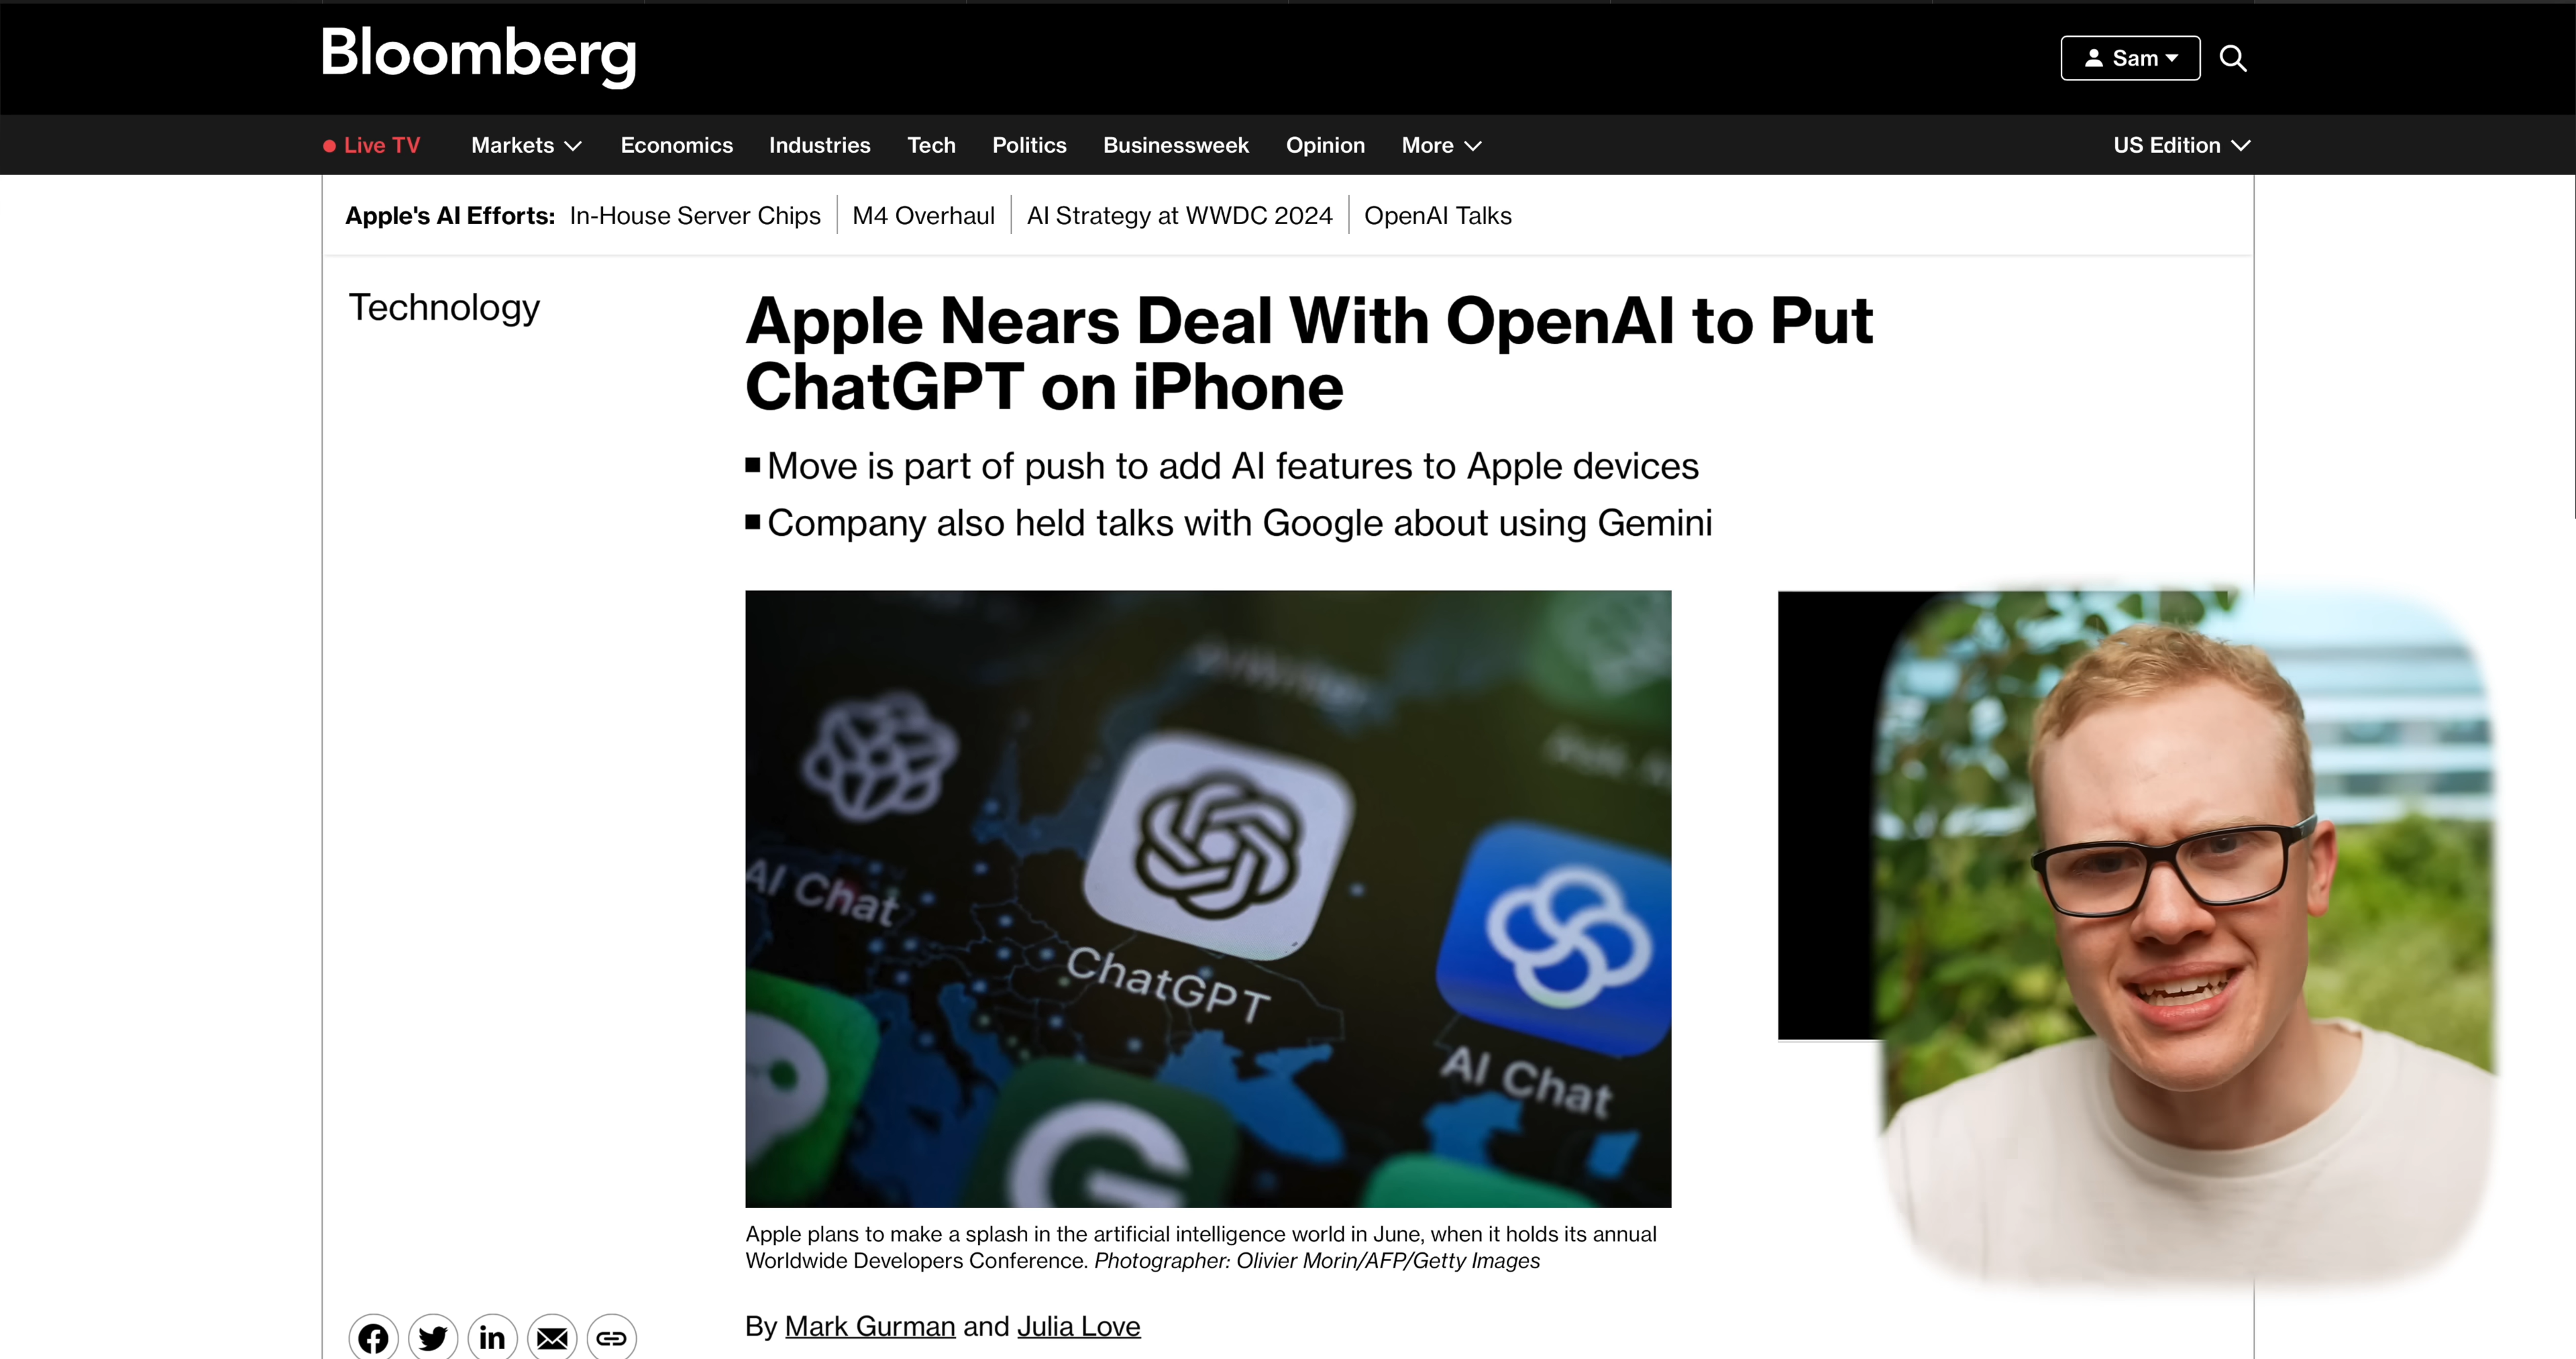 Bloomberg
Sam
Live TV
Markets
Economics
Industries
Tech
Politics
Businessweek
Opinion
More
US Edition
Apple's AI Efforts: In-House Server Chips M4 Overhaul AI Strategy at WWDC 2024 OpenAI Talks
Technology
Apple Nears Deal With OpenAI to Put
ChatGPT on iPhone
Move is part of push to add AI features to Apple devices
Company also held talks with Google about using Gemini
AI Chat
ChatGPT
AI Chat
Apple plans to make a splash in the artificial intelligence world in June, when it holds its annual
Worldwide Developers Conference. Photographer: Olivier Morin/AFP/Getty Images
By Mark Gurman and Julia Love